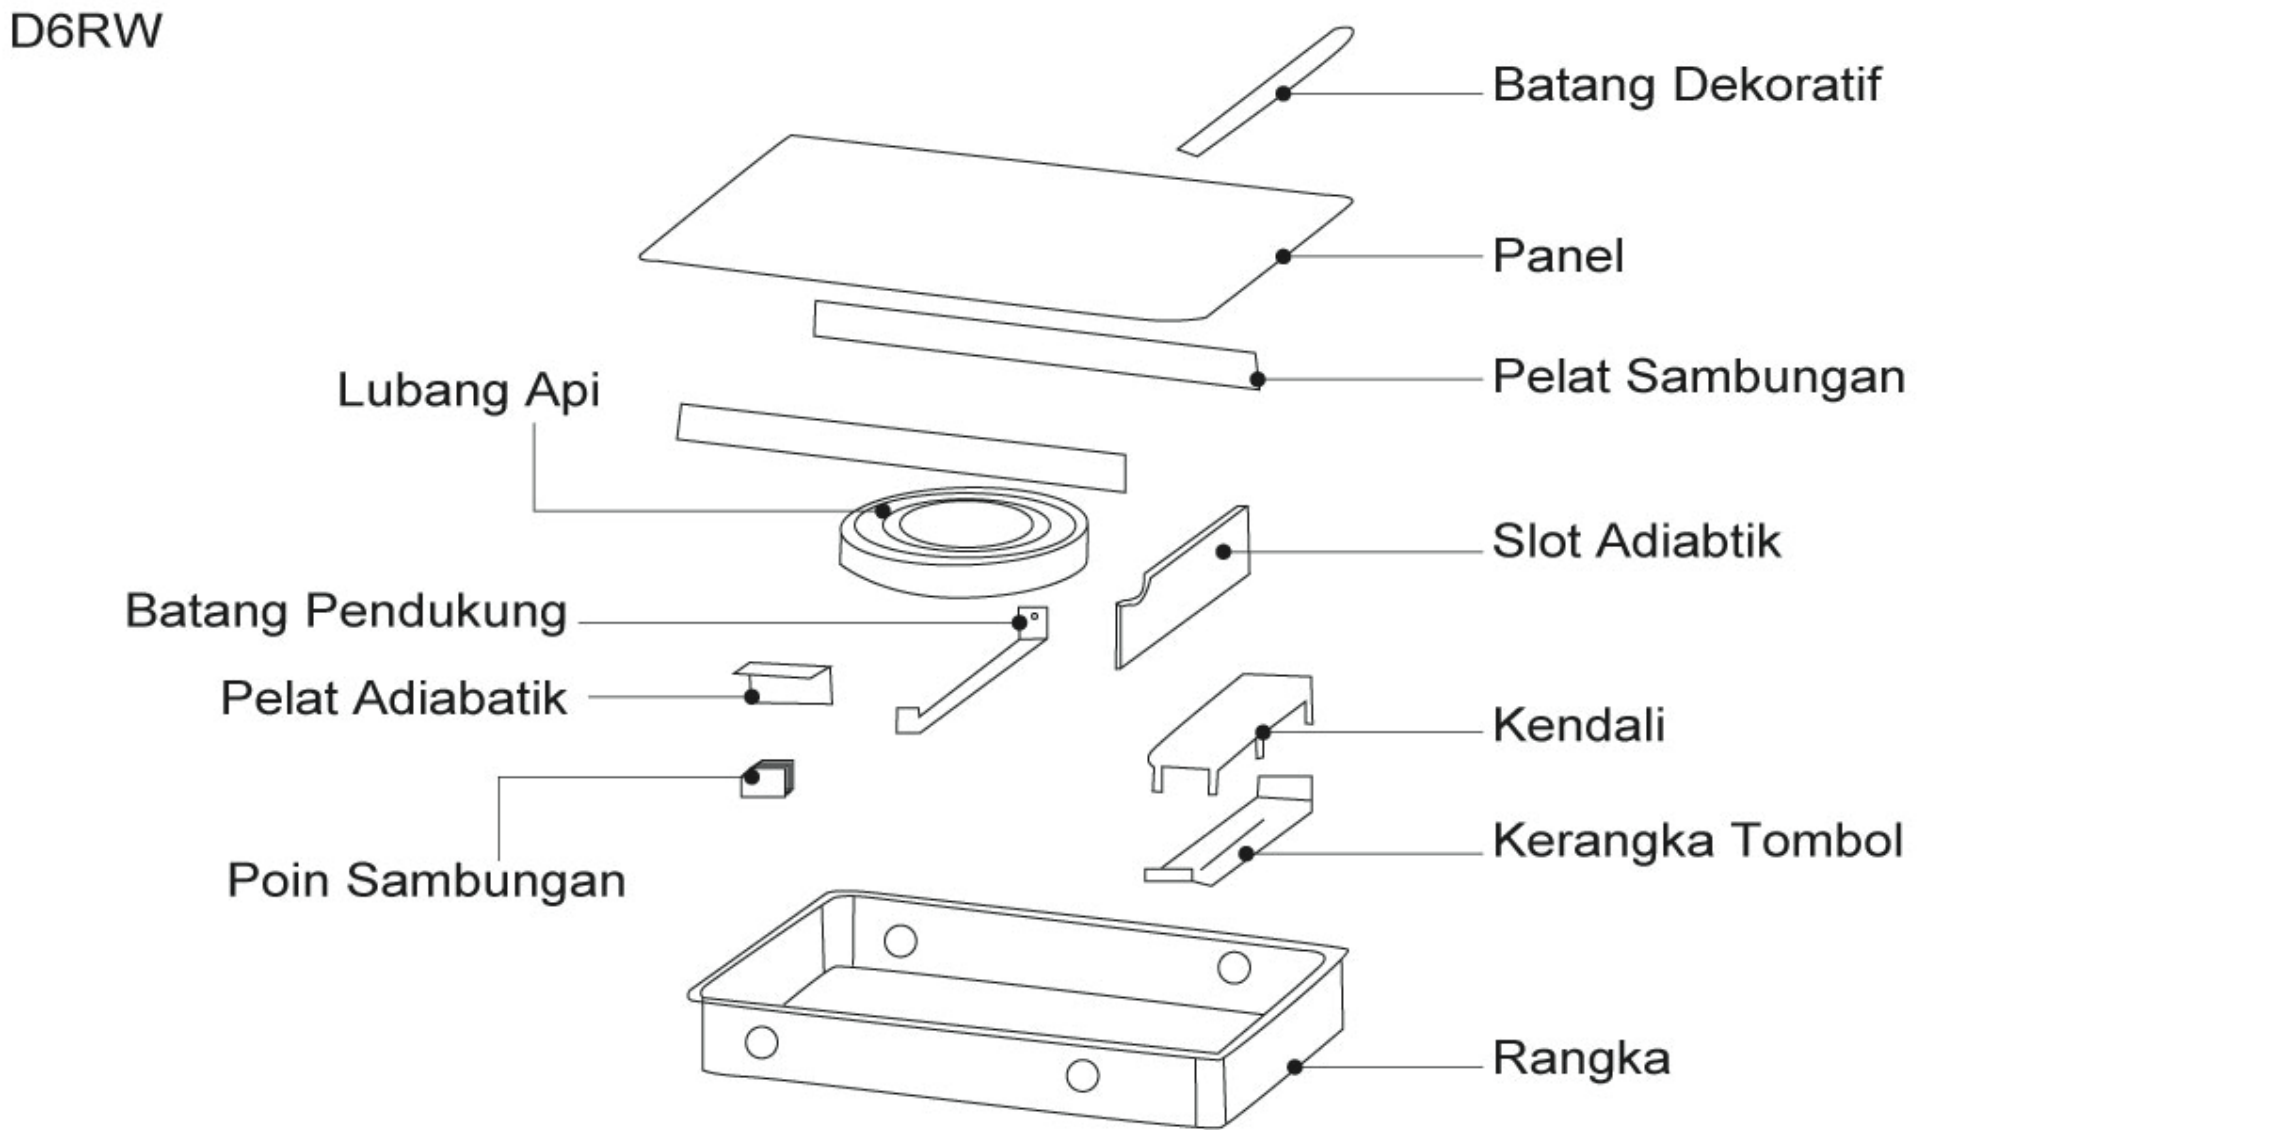 D6RW
Batang Dekoratif
Panel
Pelat Sambungan
Lubang Api
Slot Adiabtik
Batang Pendukung
Pelat Adiabatik
Kendali
Kerangka Tombol
Poin Sambungan
Rangka